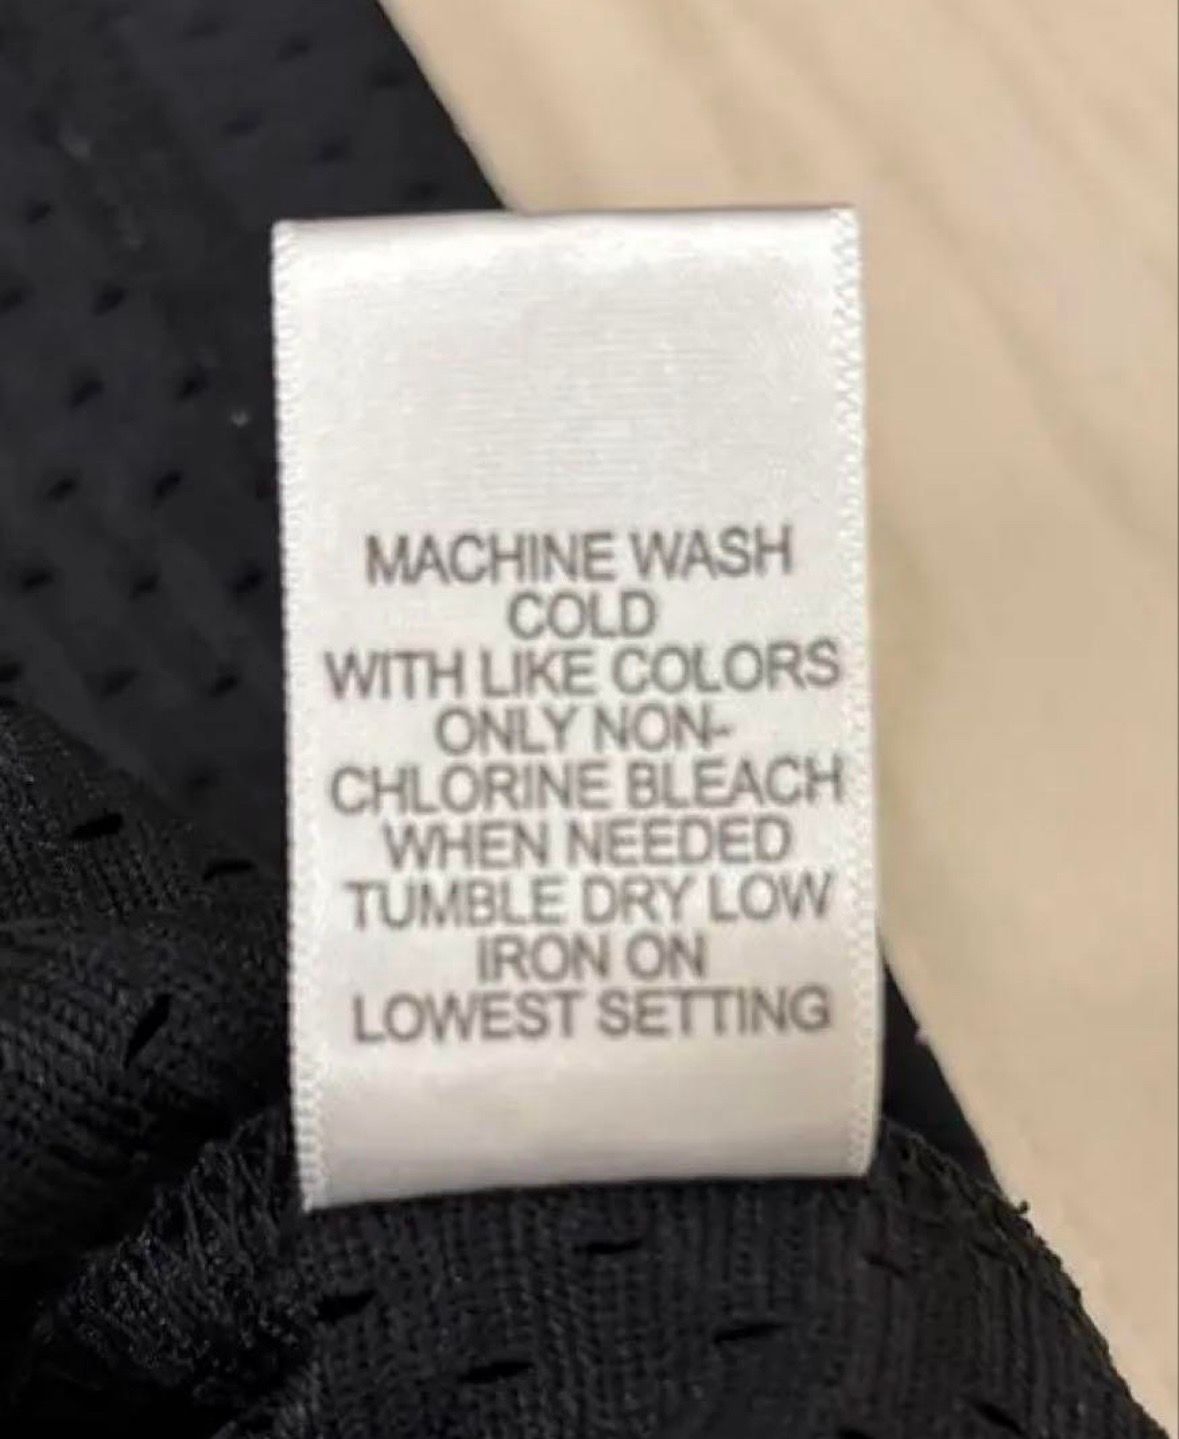 MACHINE WASH
COLD
WITH LIKE COLORS
ONLY NON-
CHLORINE BLEACH
WHEN NEEDED
TUMBLE DRY LOW
IRON ON
LOWEST SETTING